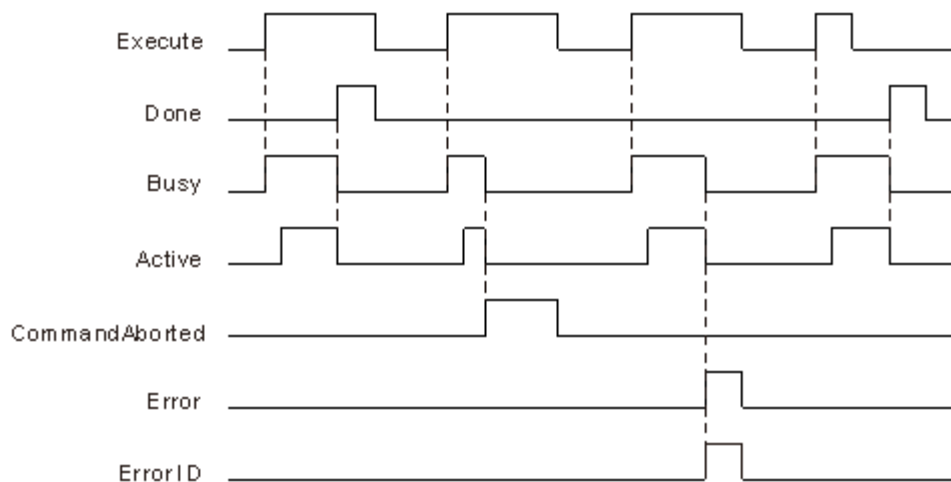 Execute
Done
Busy
Active
CommandAborted
Error
ErrorID